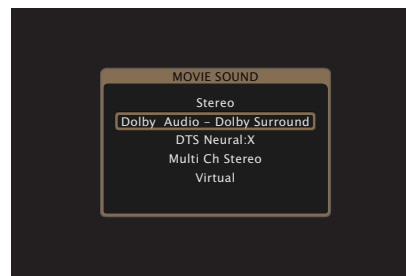 MOVIE SOUND
Stereo
Dolby Audio – Dolby Surround
DTS Neural:X
Multi Ch Stereo
Virtual